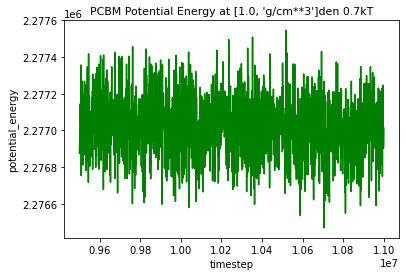 PCBM Potential Energy at [1.0, 'g/cm**3']den 0.7kT
1e6
2.2776
2.2774
2.2772
2.2770
2.2768
2.2766
potential_energy
0.96 0.98 1.00 1.02 1.04 1.06 1.08 1.10
1e7
timestep